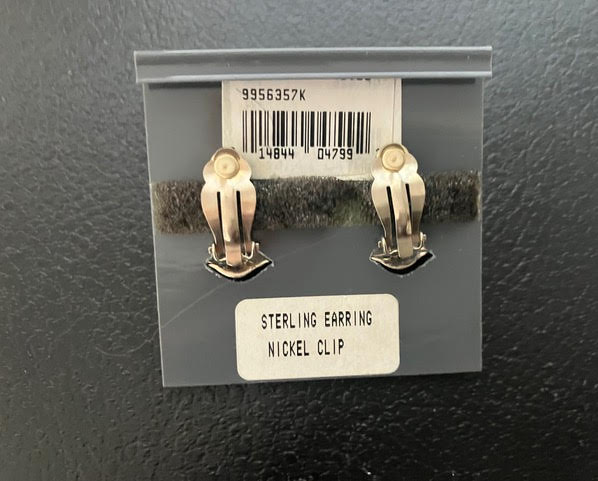 9956357K
14844 04799
STERLING EARRING
NICKEL CLIP